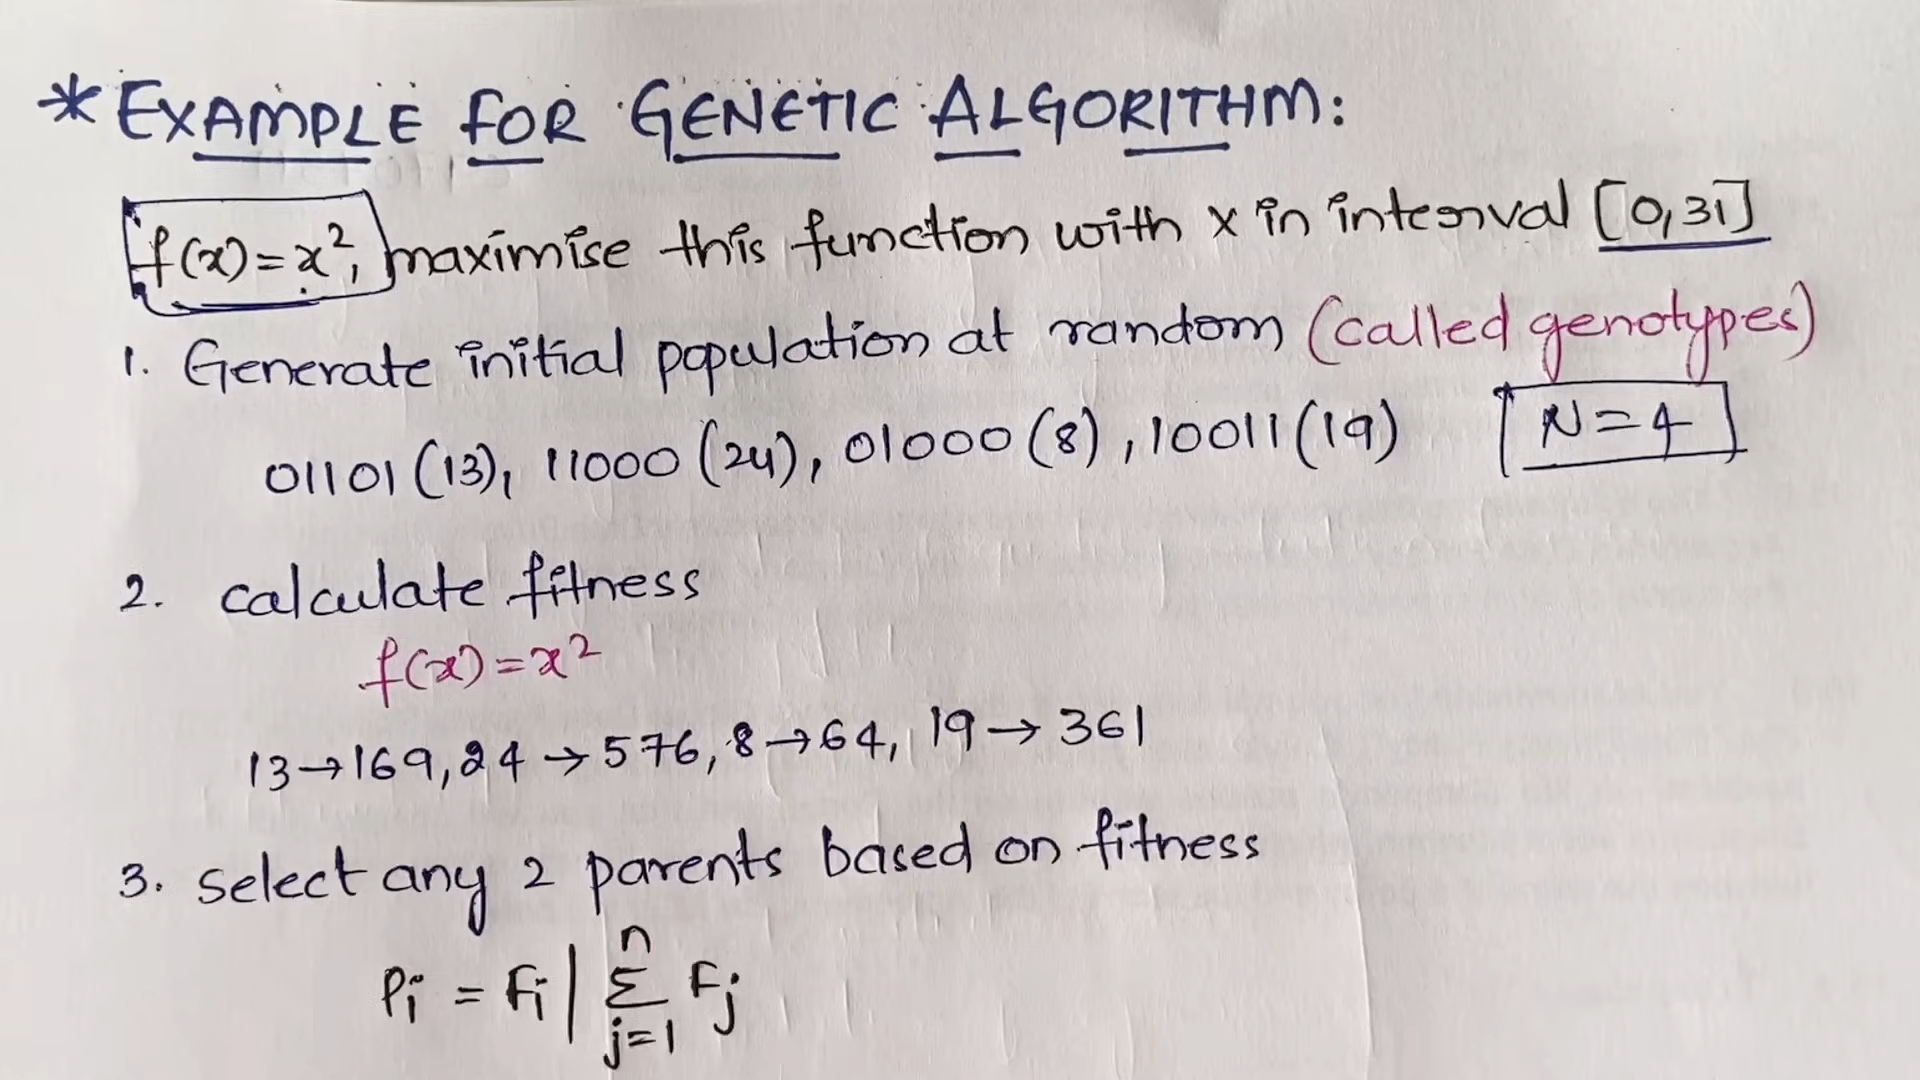 * EXAMPLE FOR GENETIC ALGORITHM:
f(x)=x², maximise this function with x in interval [0,31]
1. Generate initial population at random (called genotypes)
01101 (13), 11000 (24), 01000 (8), 10011 (19) N=4
2. calculate fitness
f(x)=x²
13→169, 24→576, 8→64, 19→361
3. select any 2 parents based on fitness
Pi = Fi | n Σ j=1 Fj